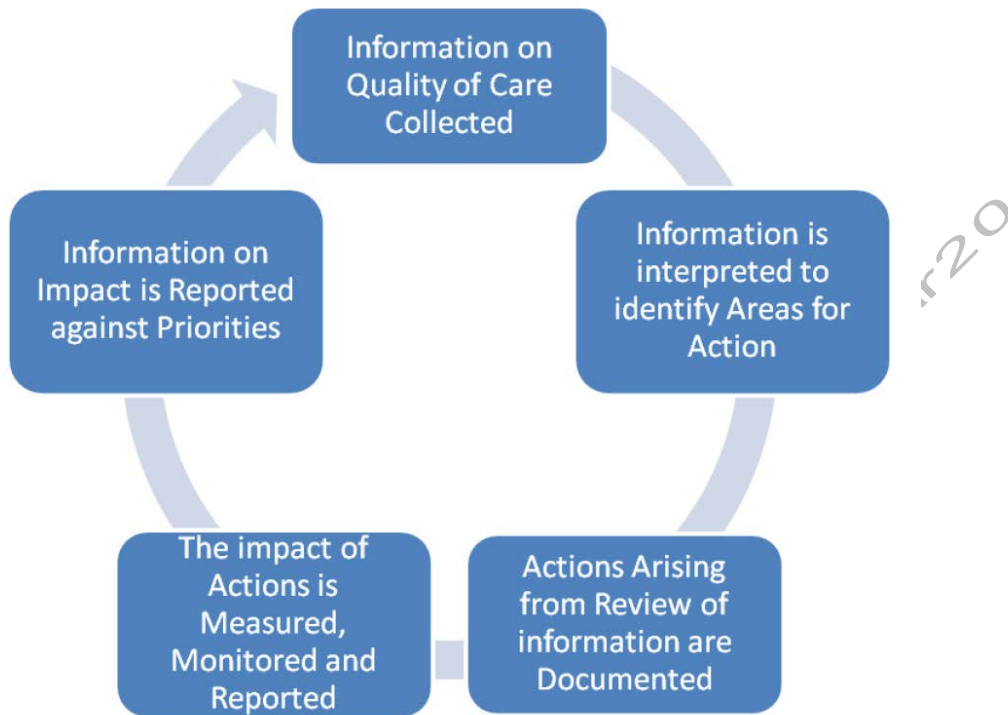 Information on
Quality of Care
Collected
Information is
interpreted to
identify Areas for
Action
Actions Arising
from Review of
information are
Documented
The impact of
Actions is
Measured,
Monitored and
Reported
Information on
Impact is Reported
against Priorities